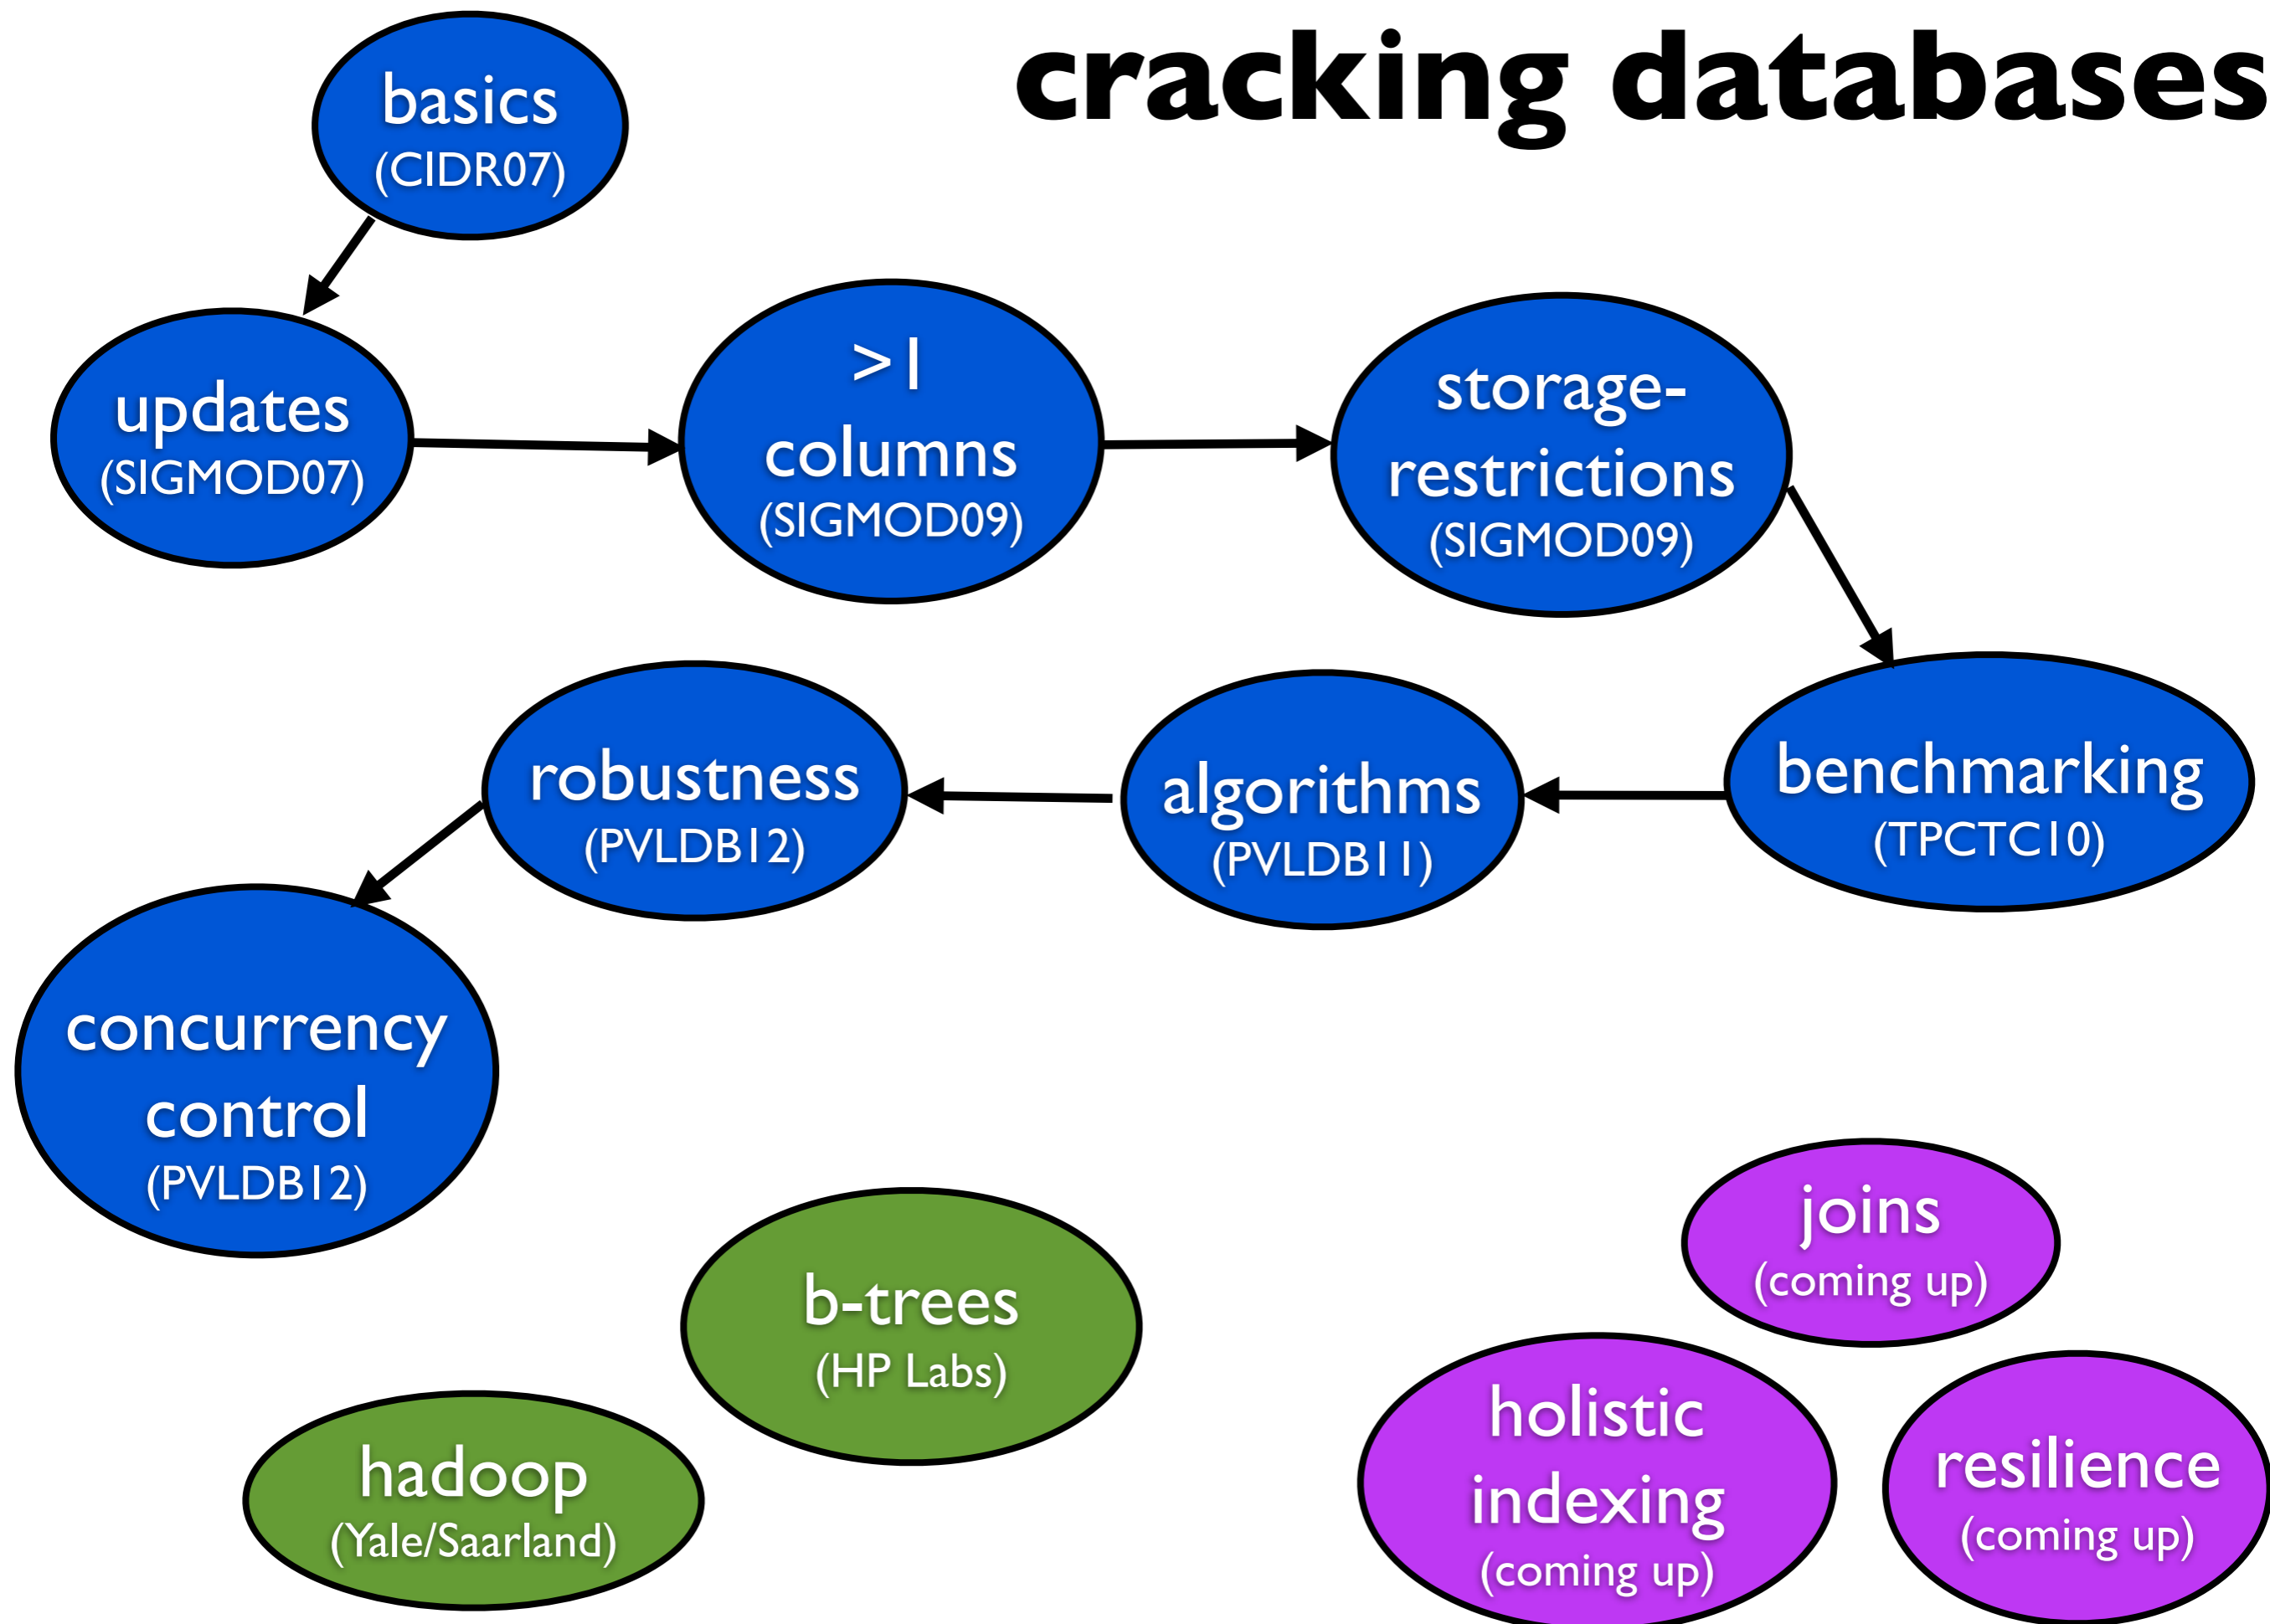 cracking databases
basics
(CIDR07)
updates
(SIGMOD07)
>1
columns
(SIGMOD09)
storage-
restrictions
(SIGMOD09)
benchmarking
(TPCTC10)
algorithms
(PVLDB11)
robustness
(PVLDB12)
concurrency
control
(PVLDB12)
b-trees
(HP Labs)
hadoop
(Yale/Saarland)
joins
(coming up)
holistic
indexing
(coming up)
resilience
(coming up)